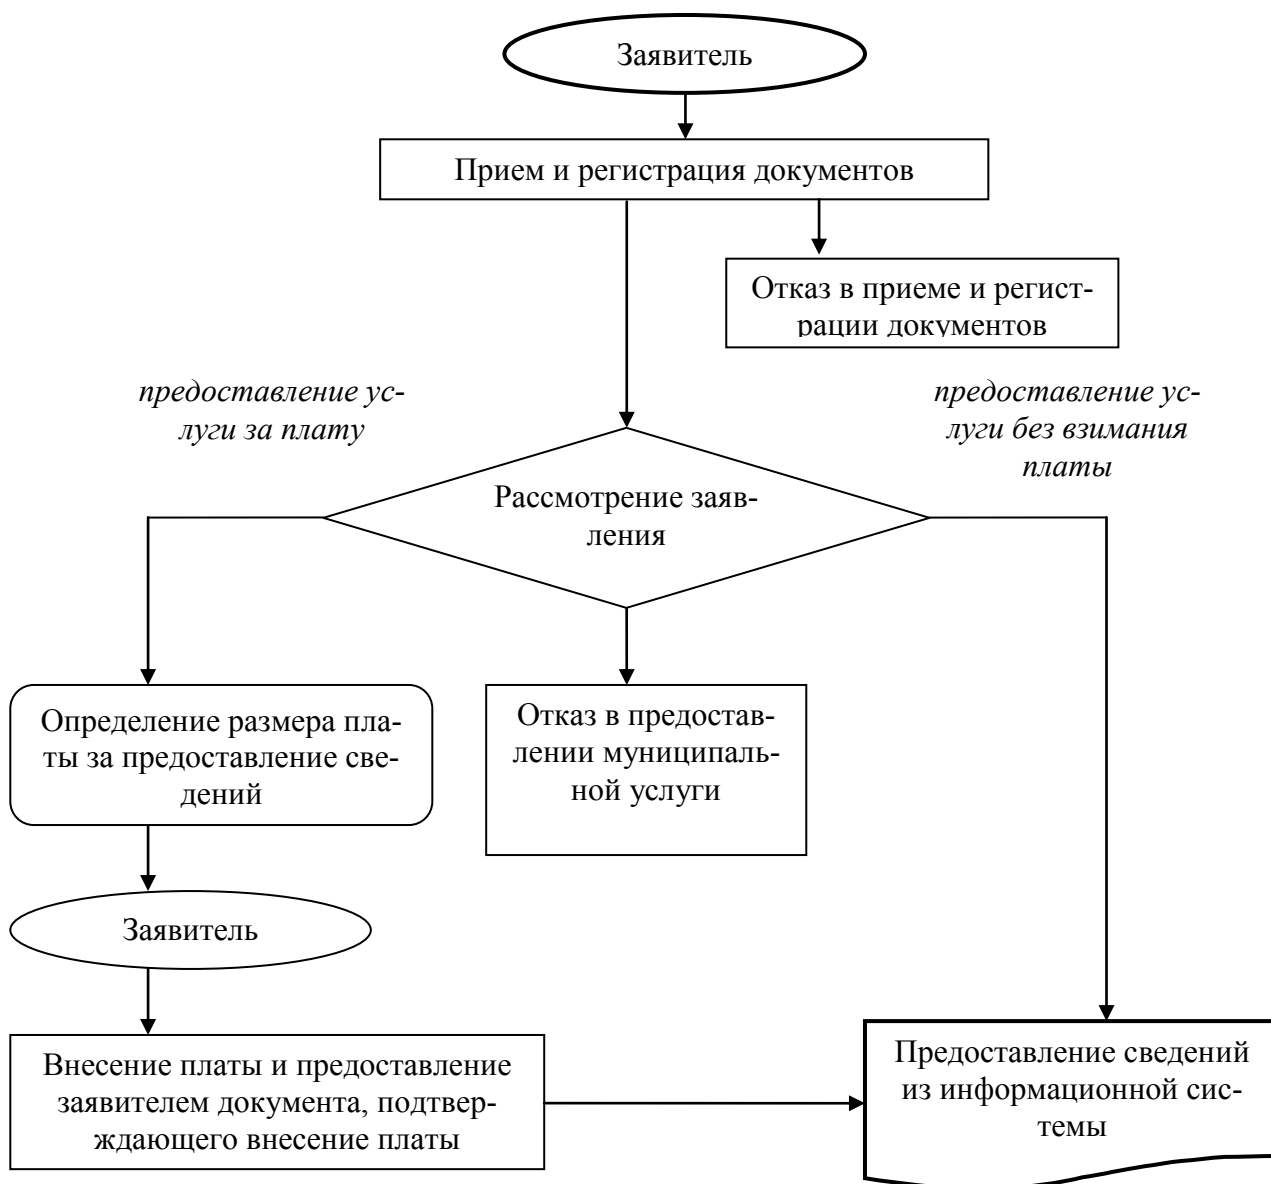 Заявитель
Прием и регистрация документов
Отказ в приеме и регист-
рации документов
предоставление ус-
луги за плату
предоставление ус-
луги без взимания
платы
Рассмотрение заяв-
ления
Определение размера пла-
ты за предоставление све-
дений
Отказ в предостав-
лении муниципаль-
ной услуги
Заявитель
Внесение платы и предоставление
заявителем документа, подтвер-
ждающего внесение платы
Предоставление сведений
из информационной сис-
темы